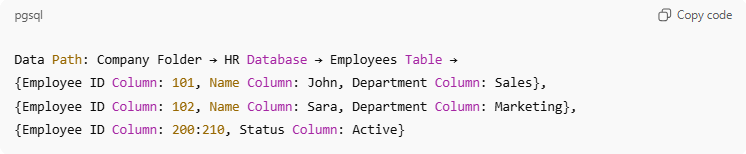 pgsql
Copy code
Data Path: Company Folder → HR Database → Employees Table →
{Employee ID Column: 101, Name Column: John, Department Column: Sales},
{Employee ID Column: 102, Name Column: Sara, Department Column: Marketing},
{Employee ID Column: 200:210, Status Column: Active}